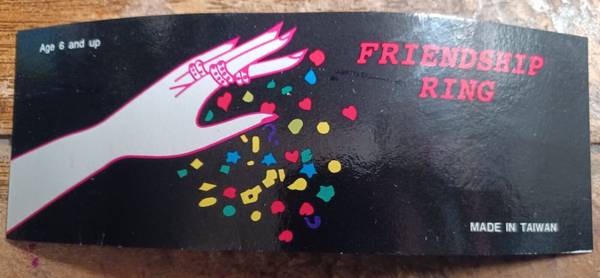 Age 6 and up
FRIENDSHIP
RING
MADE IN TAIWAN